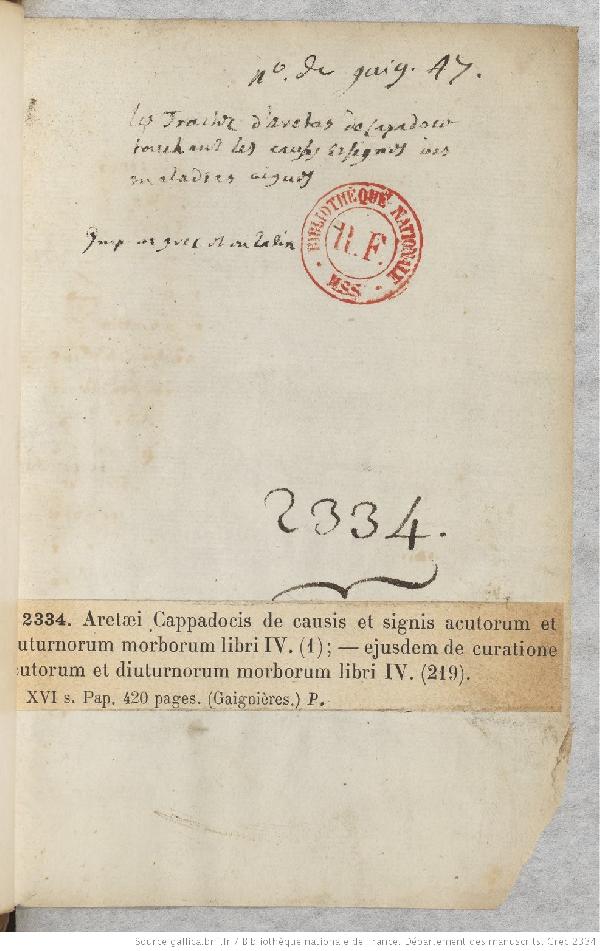 nº. de gaig. 47.
les Traitez d'aretas de capadoce
touchant les causes et signes des
maladies aigues
Imp en grec et en latin
BIBLIOTHÈQUE NATIONALE
R.F.
MSS
2334.
2334. Aretæi Cappadocis de causis et signis acutorum et
uturnorum morborum libri IV. (1); — ejusdem de curatione
cutorum et diuturnorum morborum libri IV. (219).
XVI s. Pap. 420 pages. (Gaignières.) P.
Source gallica.bnf.fr / Bibliothèque nationale de France. Département des manuscrits. Grec 2334